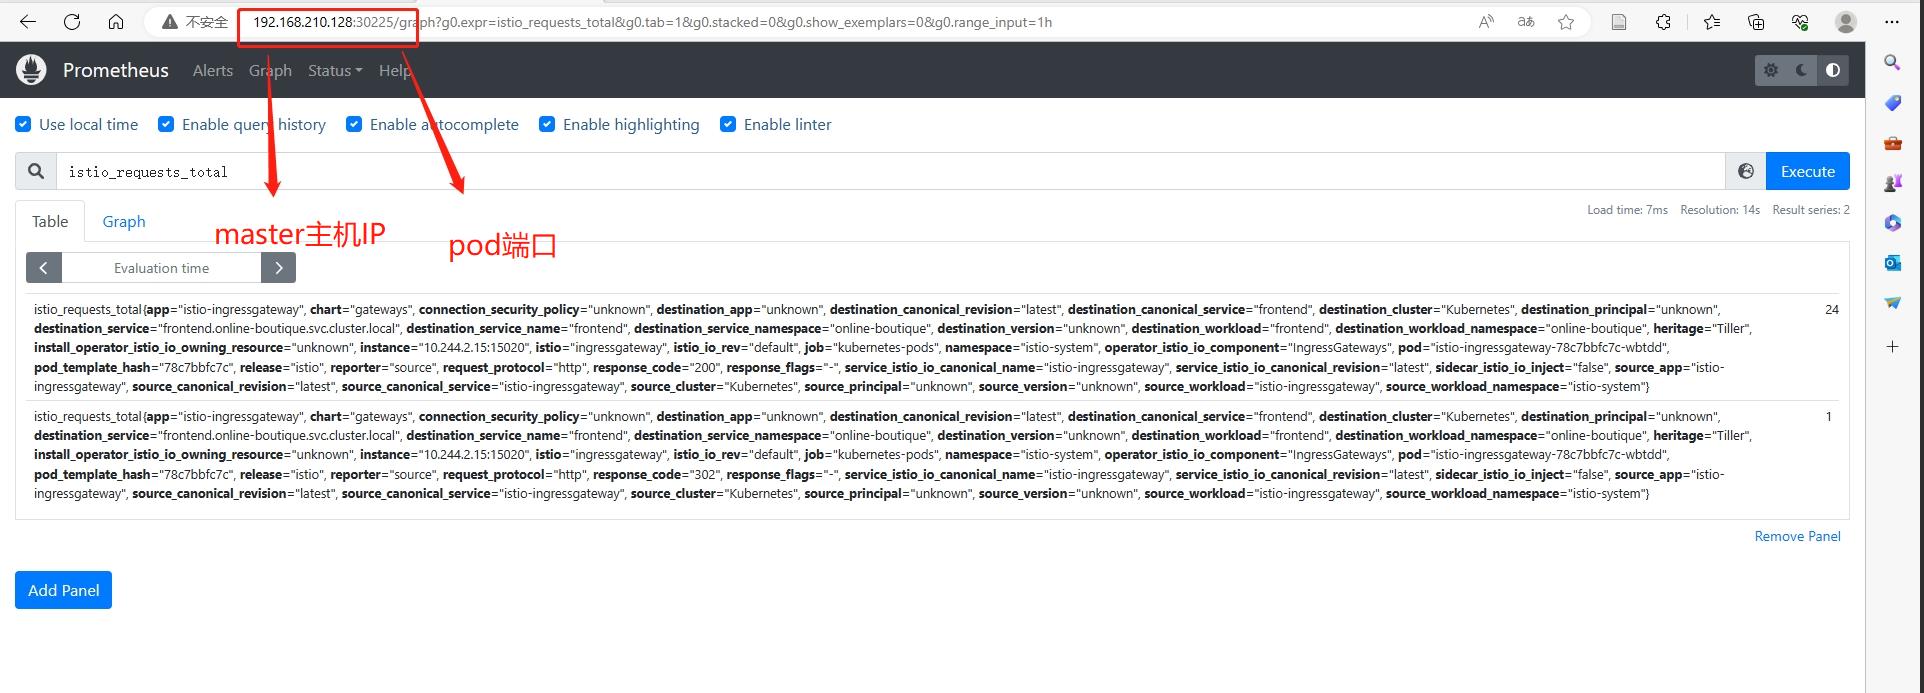 不安全 192.168.210.128:30225/graph?g0.expr=istio_requests_total&g0.tab=1&g0.stacked=0&g0.show_exemplars=0&g0.range_input=1h
Prometheus Alerts Graph Status Help
Use local time Enable query history Enable autocomplete Enable highlighting Enable linter
istio_requests_total Execute
Table Graph Load time: 7ms Resolution: 14s Result series: 2
master主机IP pod端口
Evaluation time
istio_requests_total{app="istio-ingressgateway", chart="gateways", connection_security_policy="unknown", destination_app="unknown", destination_canonical_revision="latest", destination_canonical_service="frontend", destination_cluster="Kubernetes", destination_principal="unknown", 24
destination_service="frontend.online-boutique.svc.cluster.local", destination_service_name="frontend", destination_service_namespace="online-boutique", destination_version="unknown", destination_workload="frontend", destination_workload_namespace="online-boutique", heritage="Tiller",
install_operator_istio_io_owning_resource="unknown", instance="10.244.2.15:15020", istio="ingressgateway", istio_io_rev="default", job="kubernetes-pods", namespace="istio-system", operator_istio_io_component="IngressGateways", pod="istio-ingressgateway-78c7bbfc7c-wbtdd",
pod_template_hash="78c7bbfc7c", release="istio", reporter="source", request_protocol="http", response_code="200", response_flags="-", service_istio_io_canonical_name="istio-ingressgateway", service_istio_io_canonical_revision="latest", sidecar_istio_io_inject="false", source_app="istio-
ingressgateway", source_canonical_revision="latest", source_canonical_service="istio-ingressgateway", source_cluster="Kubernetes", source_principal="unknown", source_version="unknown", source_workload="istio-ingressgateway", source_workload_namespace="istio-system"}
istio_requests_total{app="istio-ingressgateway", chart="gateways", connection_security_policy="unknown", destination_app="unknown", destination_canonical_revision="latest", destination_canonical_service="frontend", destination_cluster="Kubernetes", destination_principal="unknown", 1
destination_service="frontend.online-boutique.svc.cluster.local", destination_service_name="frontend", destination_service_namespace="online-boutique", destination_version="unknown", destination_workload="frontend", destination_workload_namespace="online-boutique", heritage="Tiller",
install_operator_istio_io_owning_resource="unknown", instance="10.244.2.15:15020", istio="ingressgateway", istio_io_rev="default", job="kubernetes-pods", namespace="istio-system", operator_istio_io_component="IngressGateways", pod="istio-ingressgateway-78c7bbfc7c-wbtdd",
pod_template_hash="78c7bbfc7c", release="istio", reporter="source", request_protocol="http", response_code="302", response_flags="-", service_istio_io_canonical_name="istio-ingressgateway", service_istio_io_canonical_revision="latest", sidecar_istio_io_inject="false", source_app="istio-
ingressgateway", source_canonical_revision="latest", source_canonical_service="istio-ingressgateway", source_cluster="Kubernetes", source_principal="unknown", source_version="unknown", source_workload="istio-ingressgateway", source_workload_namespace="istio-system"}
Remove Panel
Add Panel